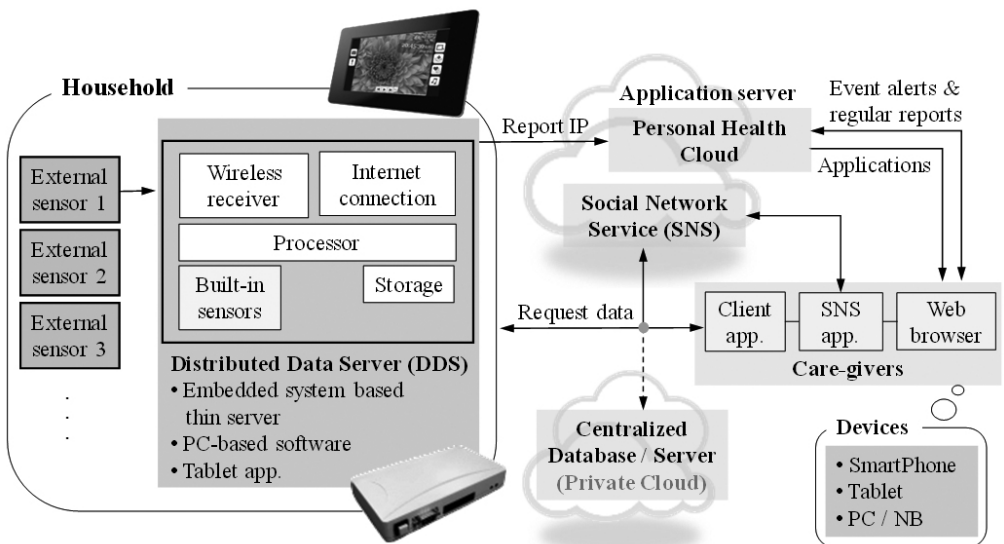 Household
External
sensor 1
External
sensor 2
External
sensor 3
.
.
.
Wireless
receiver
Internet
connection
Processor
Built-in
sensors
Storage
Distributed Data Server (DDS)
• Embedded system based
thin server
• PC-based software
• Tablet app.
Report IP
Application server
Personal Health
Cloud
Event alerts &
regular reports
Applications
Social Network
Service (SNS)
Request data
Client
app.
SNS
app.
Web
browser
Care-givers
Centralized
Database / Server
(Private Cloud)
Devices
• SmartPhone
• Tablet
• PC / NB